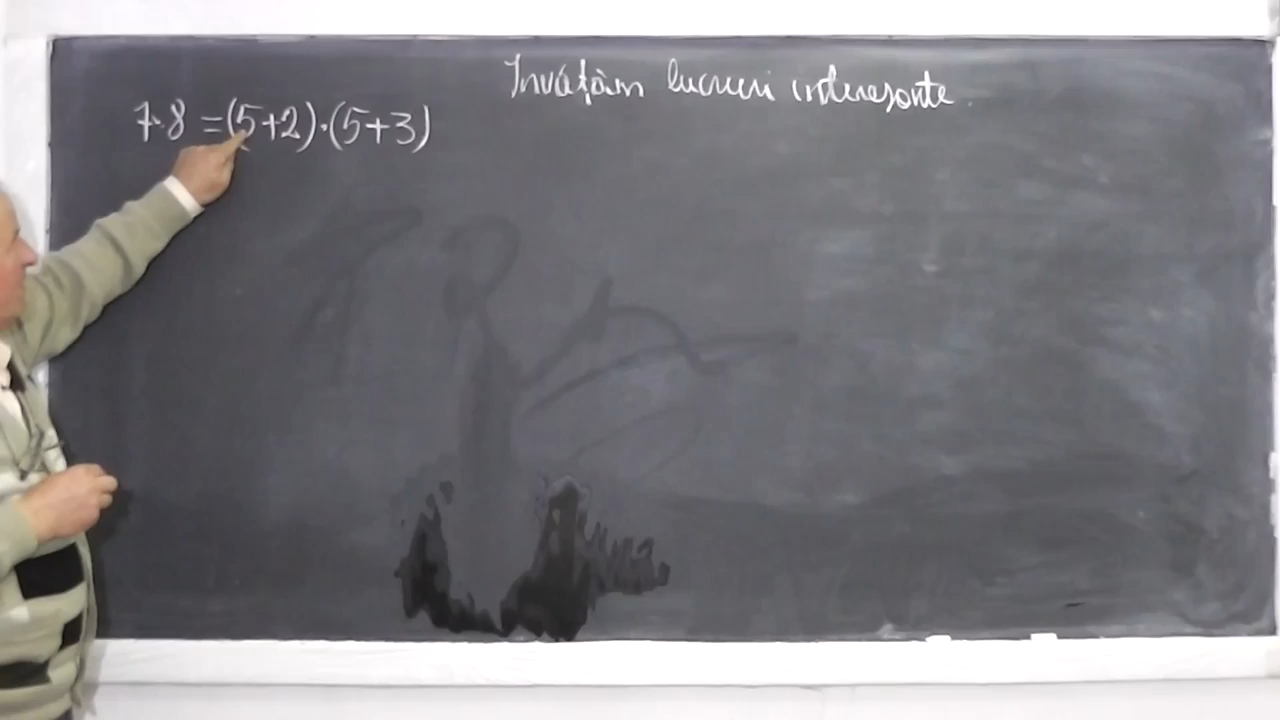 Învățăm lucruri interesante.
7·8 = (5+2)·(5+3)